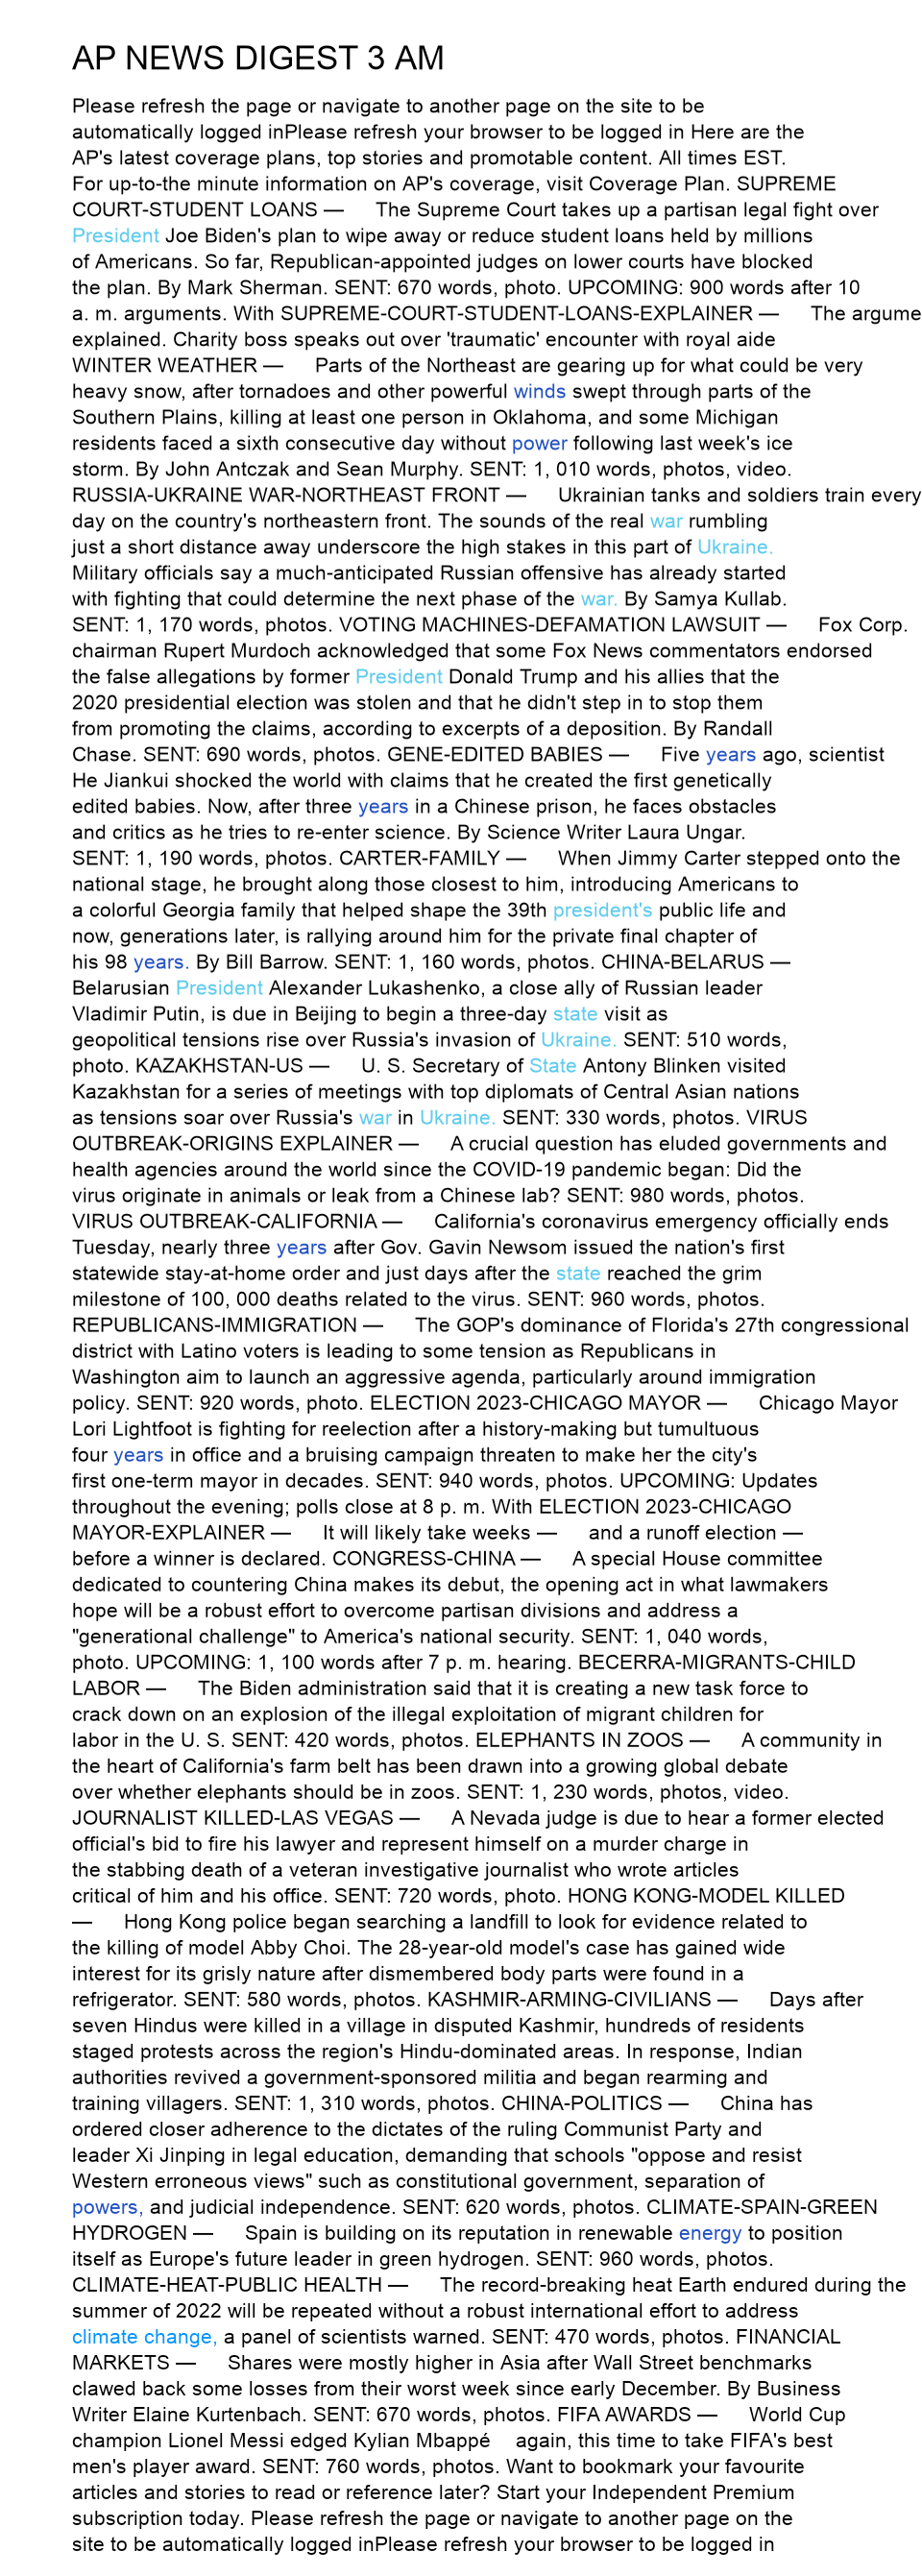 AP NEWS DIGEST 3 AM
Please refresh the page or navigate to another page on the site to be
automatically logged inPlease refresh your browser to be logged in Here are the
AP's latest coverage plans, top stories and promotable content. All times EST.
For up-to-the minute information on AP's coverage, visit Coverage Plan. SUPREME
COURT-STUDENT LOANS — The Supreme Court takes up a partisan legal fight over
President Joe Biden's plan to wipe away or reduce student loans held by millions
of Americans. So far, Republican-appointed judges on lower courts have blocked
the plan. By Mark Sherman. SENT: 670 words, photo. UPCOMING: 900 words after 10
a. m. arguments. With SUPREME-COURT-STUDENT-LOANS-EXPLAINER — The argume
explained. Charity boss speaks out over 'traumatic' encounter with royal aide
WINTER WEATHER — Parts of the Northeast are gearing up for what could be very
heavy snow, after tornadoes and other powerful winds swept through parts of the
Southern Plains, killing at least one person in Oklahoma, and some Michigan
residents faced a sixth consecutive day without power following last week's ice
storm. By John Antczak and Sean Murphy. SENT: 1, 010 words, photos, video.
RUSSIA-UKRAINE WAR-NORTHEAST FRONT — Ukrainian tanks and soldiers train every
day on the country's northeastern front. The sounds of the real war rumbling
just a short distance away underscore the high stakes in this part of Ukraine.
Military officials say a much-anticipated Russian offensive has already started
with fighting that could determine the next phase of the war. By Samya Kullab.
SENT: 1, 170 words, photos. VOTING MACHINES-DEFAMATION LAWSUIT — Fox Corp.
chairman Rupert Murdoch acknowledged that some Fox News commentators endorsed
the false allegations by former President Donald Trump and his allies that the
2020 presidential election was stolen and that he didn't step in to stop them
from promoting the claims, according to excerpts of a deposition. By Randall
Chase. SENT: 690 words, photos. GENE-EDITED BABIES — Five years ago, scientist
He Jiankui shocked the world with claims that he created the first genetically
edited babies. Now, after three years in a Chinese prison, he faces obstacles
and critics as he tries to re-enter science. By Science Writer Laura Ungar.
SENT: 1, 190 words, photos. CARTER-FAMILY — When Jimmy Carter stepped onto the
national stage, he brought along those closest to him, introducing Americans to
a colorful Georgia family that helped shape the 39th president's public life and
now, generations later, is rallying around him for the private final chapter of
his 98 years. By Bill Barrow. SENT: 1, 160 words, photos. CHINA-BELARUS —
Belarusian President Alexander Lukashenko, a close ally of Russian leader
Vladimir Putin, is due in Beijing to begin a three-day state visit as
geopolitical tensions rise over Russia's invasion of Ukraine. SENT: 510 words,
photo. KAZAKHSTAN-US — U. S. Secretary of State Antony Blinken visited
Kazakhstan for a series of meetings with top diplomats of Central Asian nations
as tensions soar over Russia's war in Ukraine. SENT: 330 words, photos. VIRUS
OUTBREAK-ORIGINS EXPLAINER — A crucial question has eluded governments and
health agencies around the world since the COVID-19 pandemic began: Did the
virus originate in animals or leak from a Chinese lab? SENT: 980 words, photos.
VIRUS OUTBREAK-CALIFORNIA — California's coronavirus emergency officially ends
Tuesday, nearly three years after Gov. Gavin Newsom issued the nation's first
statewide stay-at-home order and just days after the state reached the grim
milestone of 100, 000 deaths related to the virus. SENT: 960 words, photos.
REPUBLICANS-IMMIGRATION — The GOP's dominance of Florida's 27th congressional
district with Latino voters is leading to some tension as Republicans in
Washington aim to launch an aggressive agenda, particularly around immigration
policy. SENT: 920 words, photo. ELECTION 2023-CHICAGO MAYOR — Chicago Mayor
Lori Lightfoot is fighting for reelection after a history-making but tumultuous
four years in office and a bruising campaign threaten to make her the city's
first one-term mayor in decades. SENT: 940 words, photos. UPCOMING: Updates
throughout the evening; polls close at 8 p. m. With ELECTION 2023-CHICAGO
MAYOR-EXPLAINER — It will likely take weeks — and a runoff election —
before a winner is declared. CONGRESS-CHINA — A special House committee
dedicated to countering China makes its debut, the opening act in what lawmakers
hope will be a robust effort to overcome partisan divisions and address a
"generational challenge" to America's national security. SENT: 1, 040 words,
photo. UPCOMING: 1, 100 words after 7 p. m. hearing. BECERRA-MIGRANTS-CHILD
LABOR — The Biden administration said that it is creating a new task force to
crack down on an explosion of the illegal exploitation of migrant children for
labor in the U. S. SENT: 420 words, photos. ELEPHANTS IN ZOOS — A community in
the heart of California's farm belt has been drawn into a growing global debate
over whether elephants should be in zoos. SENT: 1, 230 words, photos, video.
JOURNALIST KILLED-LAS VEGAS — A Nevada judge is due to hear a former elected
official's bid to fire his lawyer and represent himself on a murder charge in
the stabbing death of a veteran investigative journalist who wrote articles
critical of him and his office. SENT: 720 words, photo. HONG KONG-MODEL KILLED
— Hong Kong police began searching a landfill to look for evidence related to
the killing of model Abby Choi. The 28-year-old model's case has gained wide
interest for its grisly nature after dismembered body parts were found in a
refrigerator. SENT: 580 words, photos. KASHMIR-ARMING-CIVILIANS — Days after
seven Hindus were killed in a village in disputed Kashmir, hundreds of residents
staged protests across the region's Hindu-dominated areas. In response, Indian
authorities revived a government-sponsored militia and began rearming and
training villagers. SENT: 1, 310 words, photos. CHINA-POLITICS — China has
ordered closer adherence to the dictates of the ruling Communist Party and
leader Xi Jinping in legal education, demanding that schools "oppose and resist
Western erroneous views" such as constitutional government, separation of
powers, and judicial independence. SENT: 620 words, photos. CLIMATE-SPAIN-GREEN
HYDROGEN — Spain is building on its reputation in renewable energy to position
itself as Europe's future leader in green hydrogen. SENT: 960 words, photos.
CLIMATE-HEAT-PUBLIC HEALTH — The record-breaking heat Earth endured during the
summer of 2022 will be repeated without a robust international effort to address
climate change, a panel of scientists warned. SENT: 470 words, photos. FINANCIAL
MARKETS — Shares were mostly higher in Asia after Wall Street benchmarks
clawed back some losses from their worst week since early December. By Business
Writer Elaine Kurtenbach. SENT: 670 words, photos. FIFA AWARDS — World Cup
champion Lionel Messi edged Kylian Mbappé again, this time to take FIFA's best
men's player award. SENT: 760 words, photos. Want to bookmark your favourite
articles and stories to read or reference later? Start your Independent Premium
subscription today. Please refresh the page or navigate to another page on the
site to be automatically logged inPlease refresh your browser to be logged in